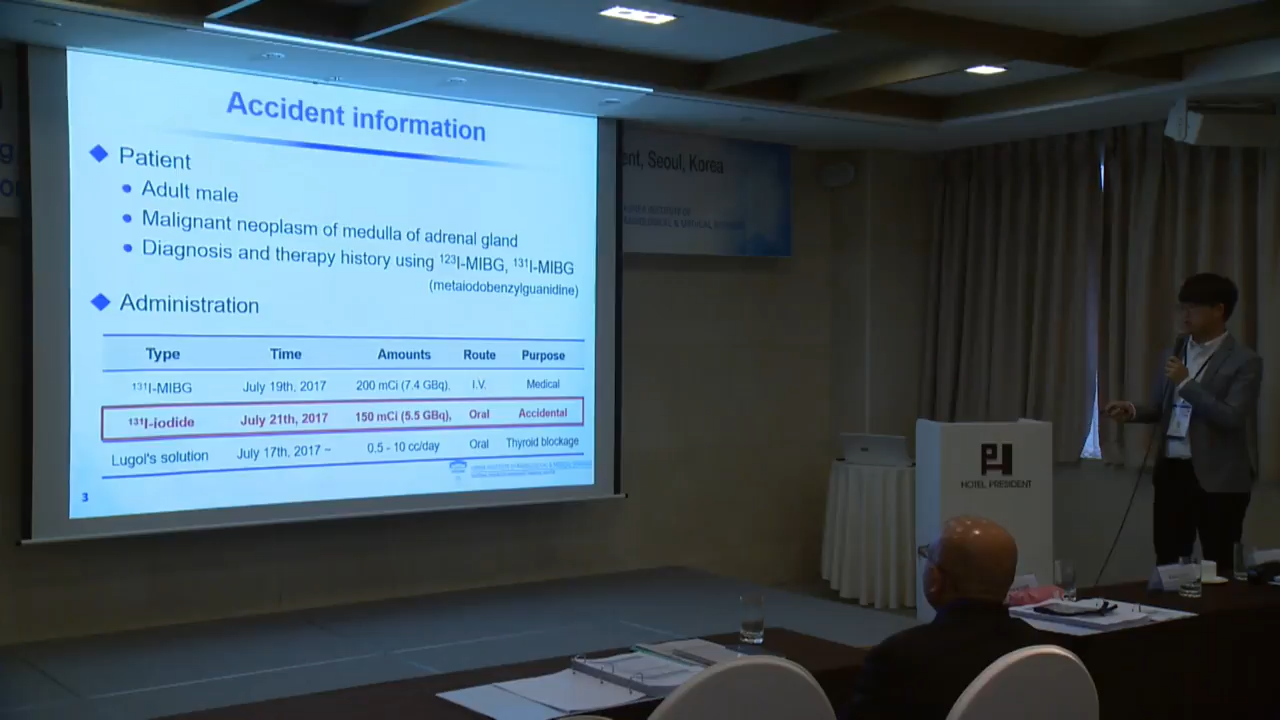 Accident information
Patient
Adult male
Malignant neoplasm of medulla of adrenal gland
Diagnosis and therapy history using ¹²³I-MIBG, ¹³¹I-MIBG
(metaiodobenzylguanidine)
Administration
Type Time Amounts Route Purpose
¹³¹I-MIBG July 19th, 2017 200 mCi (7.4 GBq), I.V. Medical
¹³¹I-iodide July 21th, 2017 150 mCi (5.5 GBq), Oral Accidental
Lugol's solution July 17th, 2017 ~ 0.5 - 10 cc/day Oral Thyroid blockage
3
ent, Seoul, Korea
HOTEL PRESIDENT